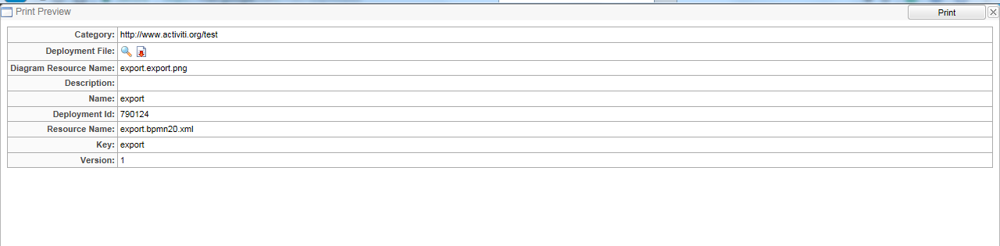 Print Preview
Print
Category: http://www.activiti.org/test
Deployment File:
Diagram Resource Name: export.export.png
Description:
Name: export
Deployment Id: 790124
Resource Name: export.bpmn20.xml
Key: export
Version: 1